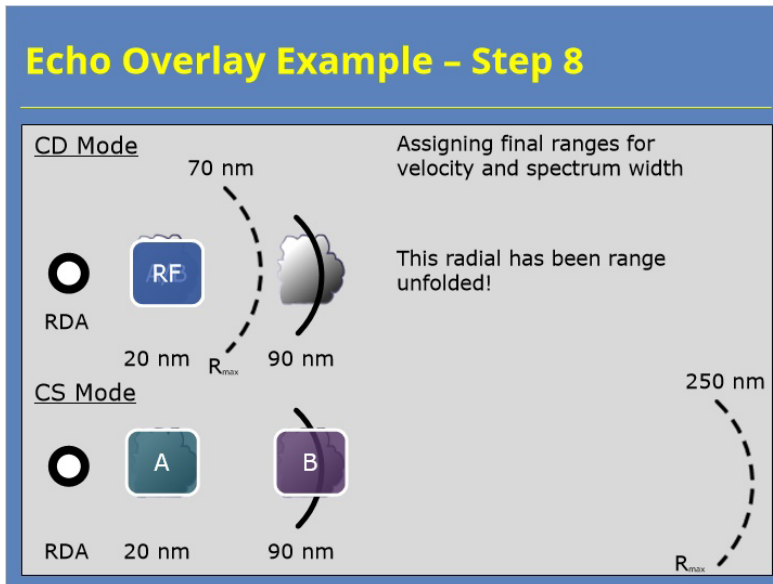 Echo Overlay Example – Step 8
CD Mode
70 nm
Assigning final ranges for
velocity and spectrum width
RF
This radial has been range
unfolded!
RDA
20 nm
Rmax
90 nm
CS Mode
250 nm
A
B
RDA
20 nm
90 nm
Rmax